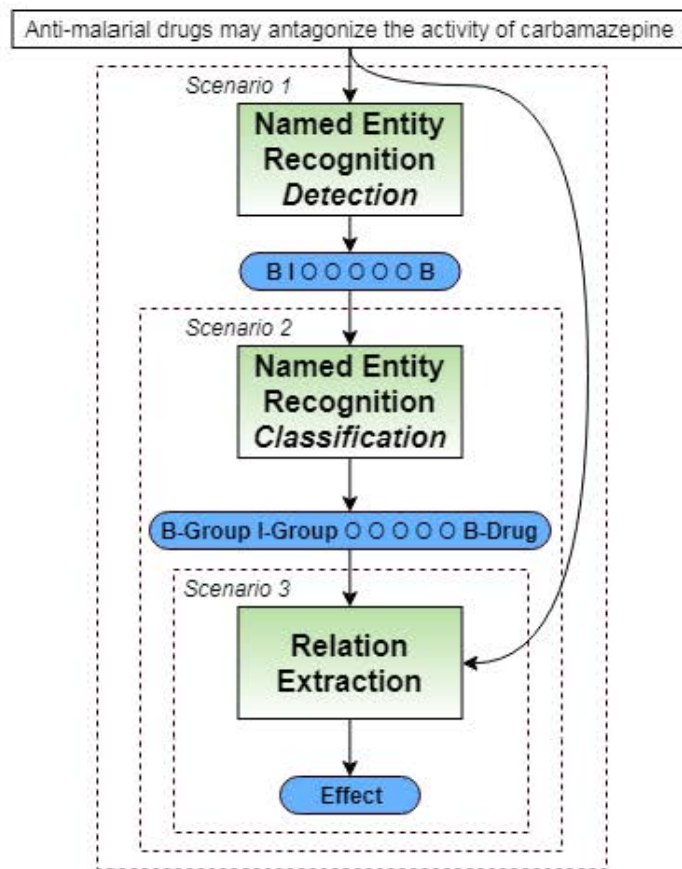 Anti-malarial drugs may antagonize the activity of carbamazepine
Scenario 1
Named Entity
Recognition
Detection
B I O O O O O B
Scenario 2
Named Entity
Recognition
Classification
B-Group I-Group O O O O O B-Drug
Scenario 3
Relation
Extraction
Effect